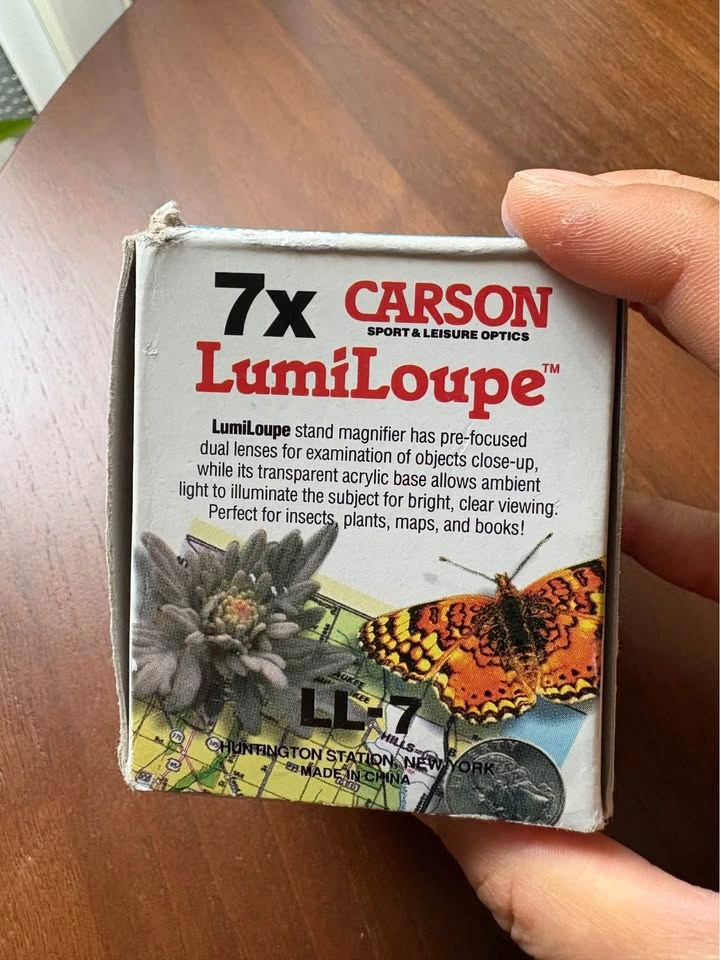 7x CARSON
SPORT & LEISURE OPTICS
LumiLoupe™
LumiLoupe stand magnifier has pre-focused
dual lenses for examination of objects close-up,
while its transparent acrylic base allows ambient
light to illuminate the subject for bright, clear viewing.
Perfect for insects, plants, maps, and books!
LL-7
HILLS
HUNTINGTON STATION, NEW YORK
MADE IN CHINA